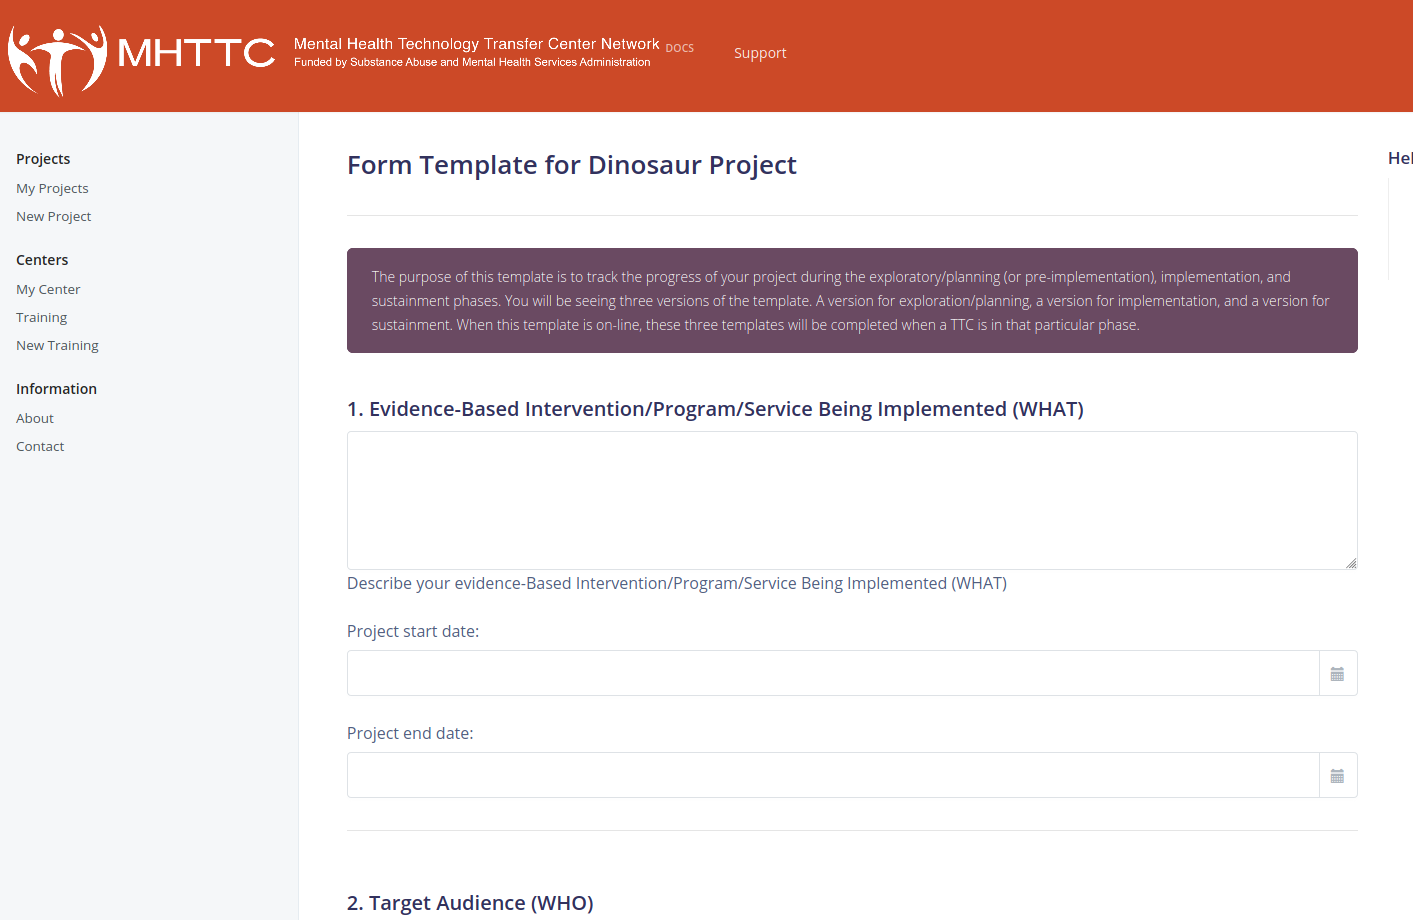 MHTTC
Mental Health Technology Transfer Center Network
Funded by Substance Abuse and Mental Health Services Administration
DOCS
Support
Projects
My Projects
New Project
Centers
My Center
Training
New Training
Information
About
Contact
Form Template for Dinosaur Project
The purpose of this template is to track the progress of your project during the exploratory/planning (or pre-implementation), implementation, and
sustainment phases. You will be seeing three versions of the template. A version for exploration/planning, a version for implementation, and a version for
sustainment. When this template is on-line, these three templates will be completed when a TTC is in that particular phase.
1. Evidence-Based Intervention/Program/Service Being Implemented (WHAT)
Describe your evidence-Based Intervention/Program/Service Being Implemented (WHAT)
Project start date:
Project end date:
2. Target Audience (WHO)